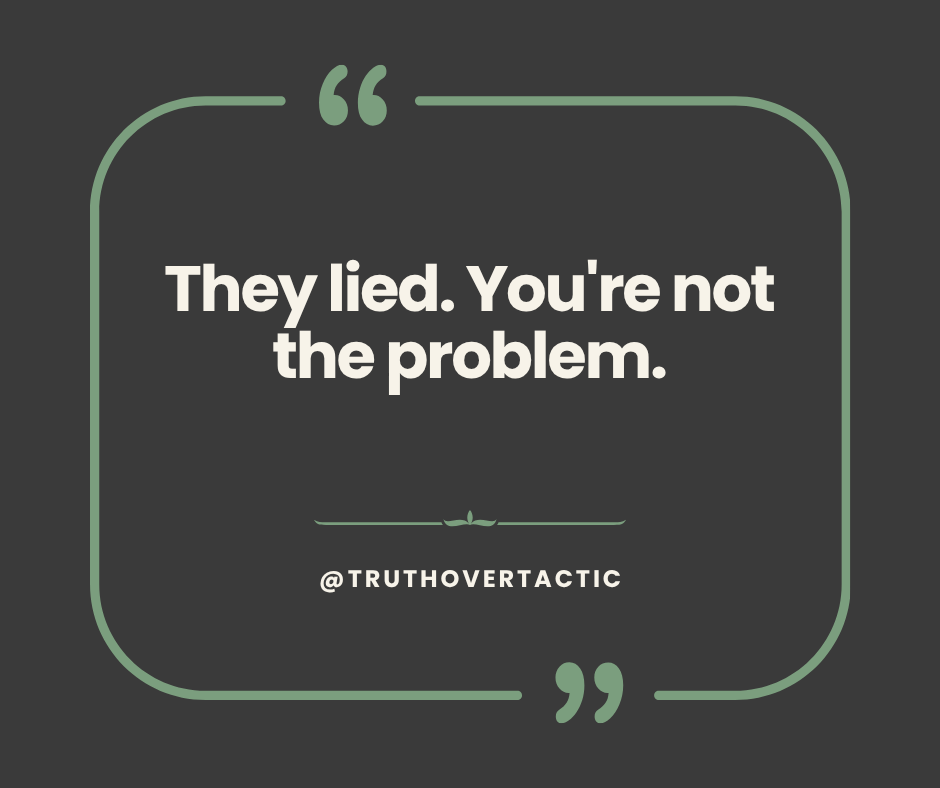 “
They lied. You're not
the problem.
@TRUTHOVERTACTIC
”